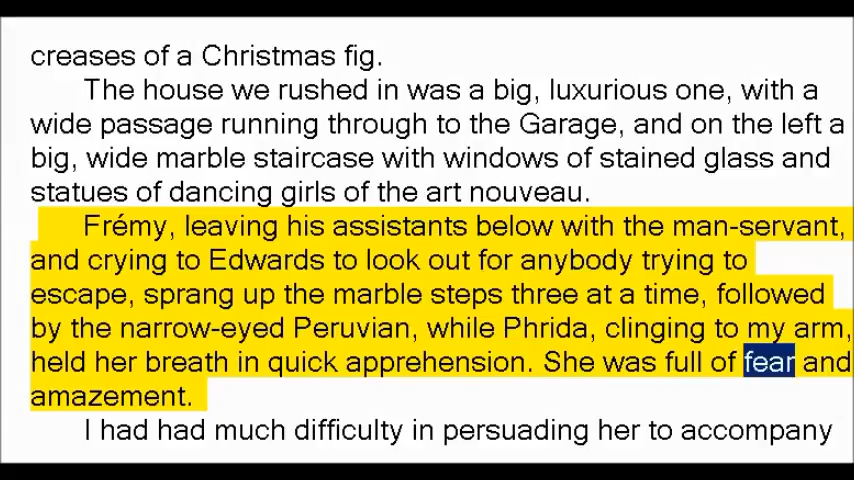 creases of a Christmas fig.
The house we rushed in was a big, luxurious one, with a
wide passage running through to the Garage, and on the left a
big, wide marble staircase with windows of stained glass and
statues of dancing girls of the art nouveau.
Frémy, leaving his assistants below with the man-servant,
and crying to Edwards to look out for anybody trying to
escape, sprang up the marble steps three at a time, followed
by the narrow-eyed Peruvian, while Phrida, clinging to my arm,
held her breath in quick apprehension. She was full of fear and
amazement.
I had had much difficulty in persuading her to accompany